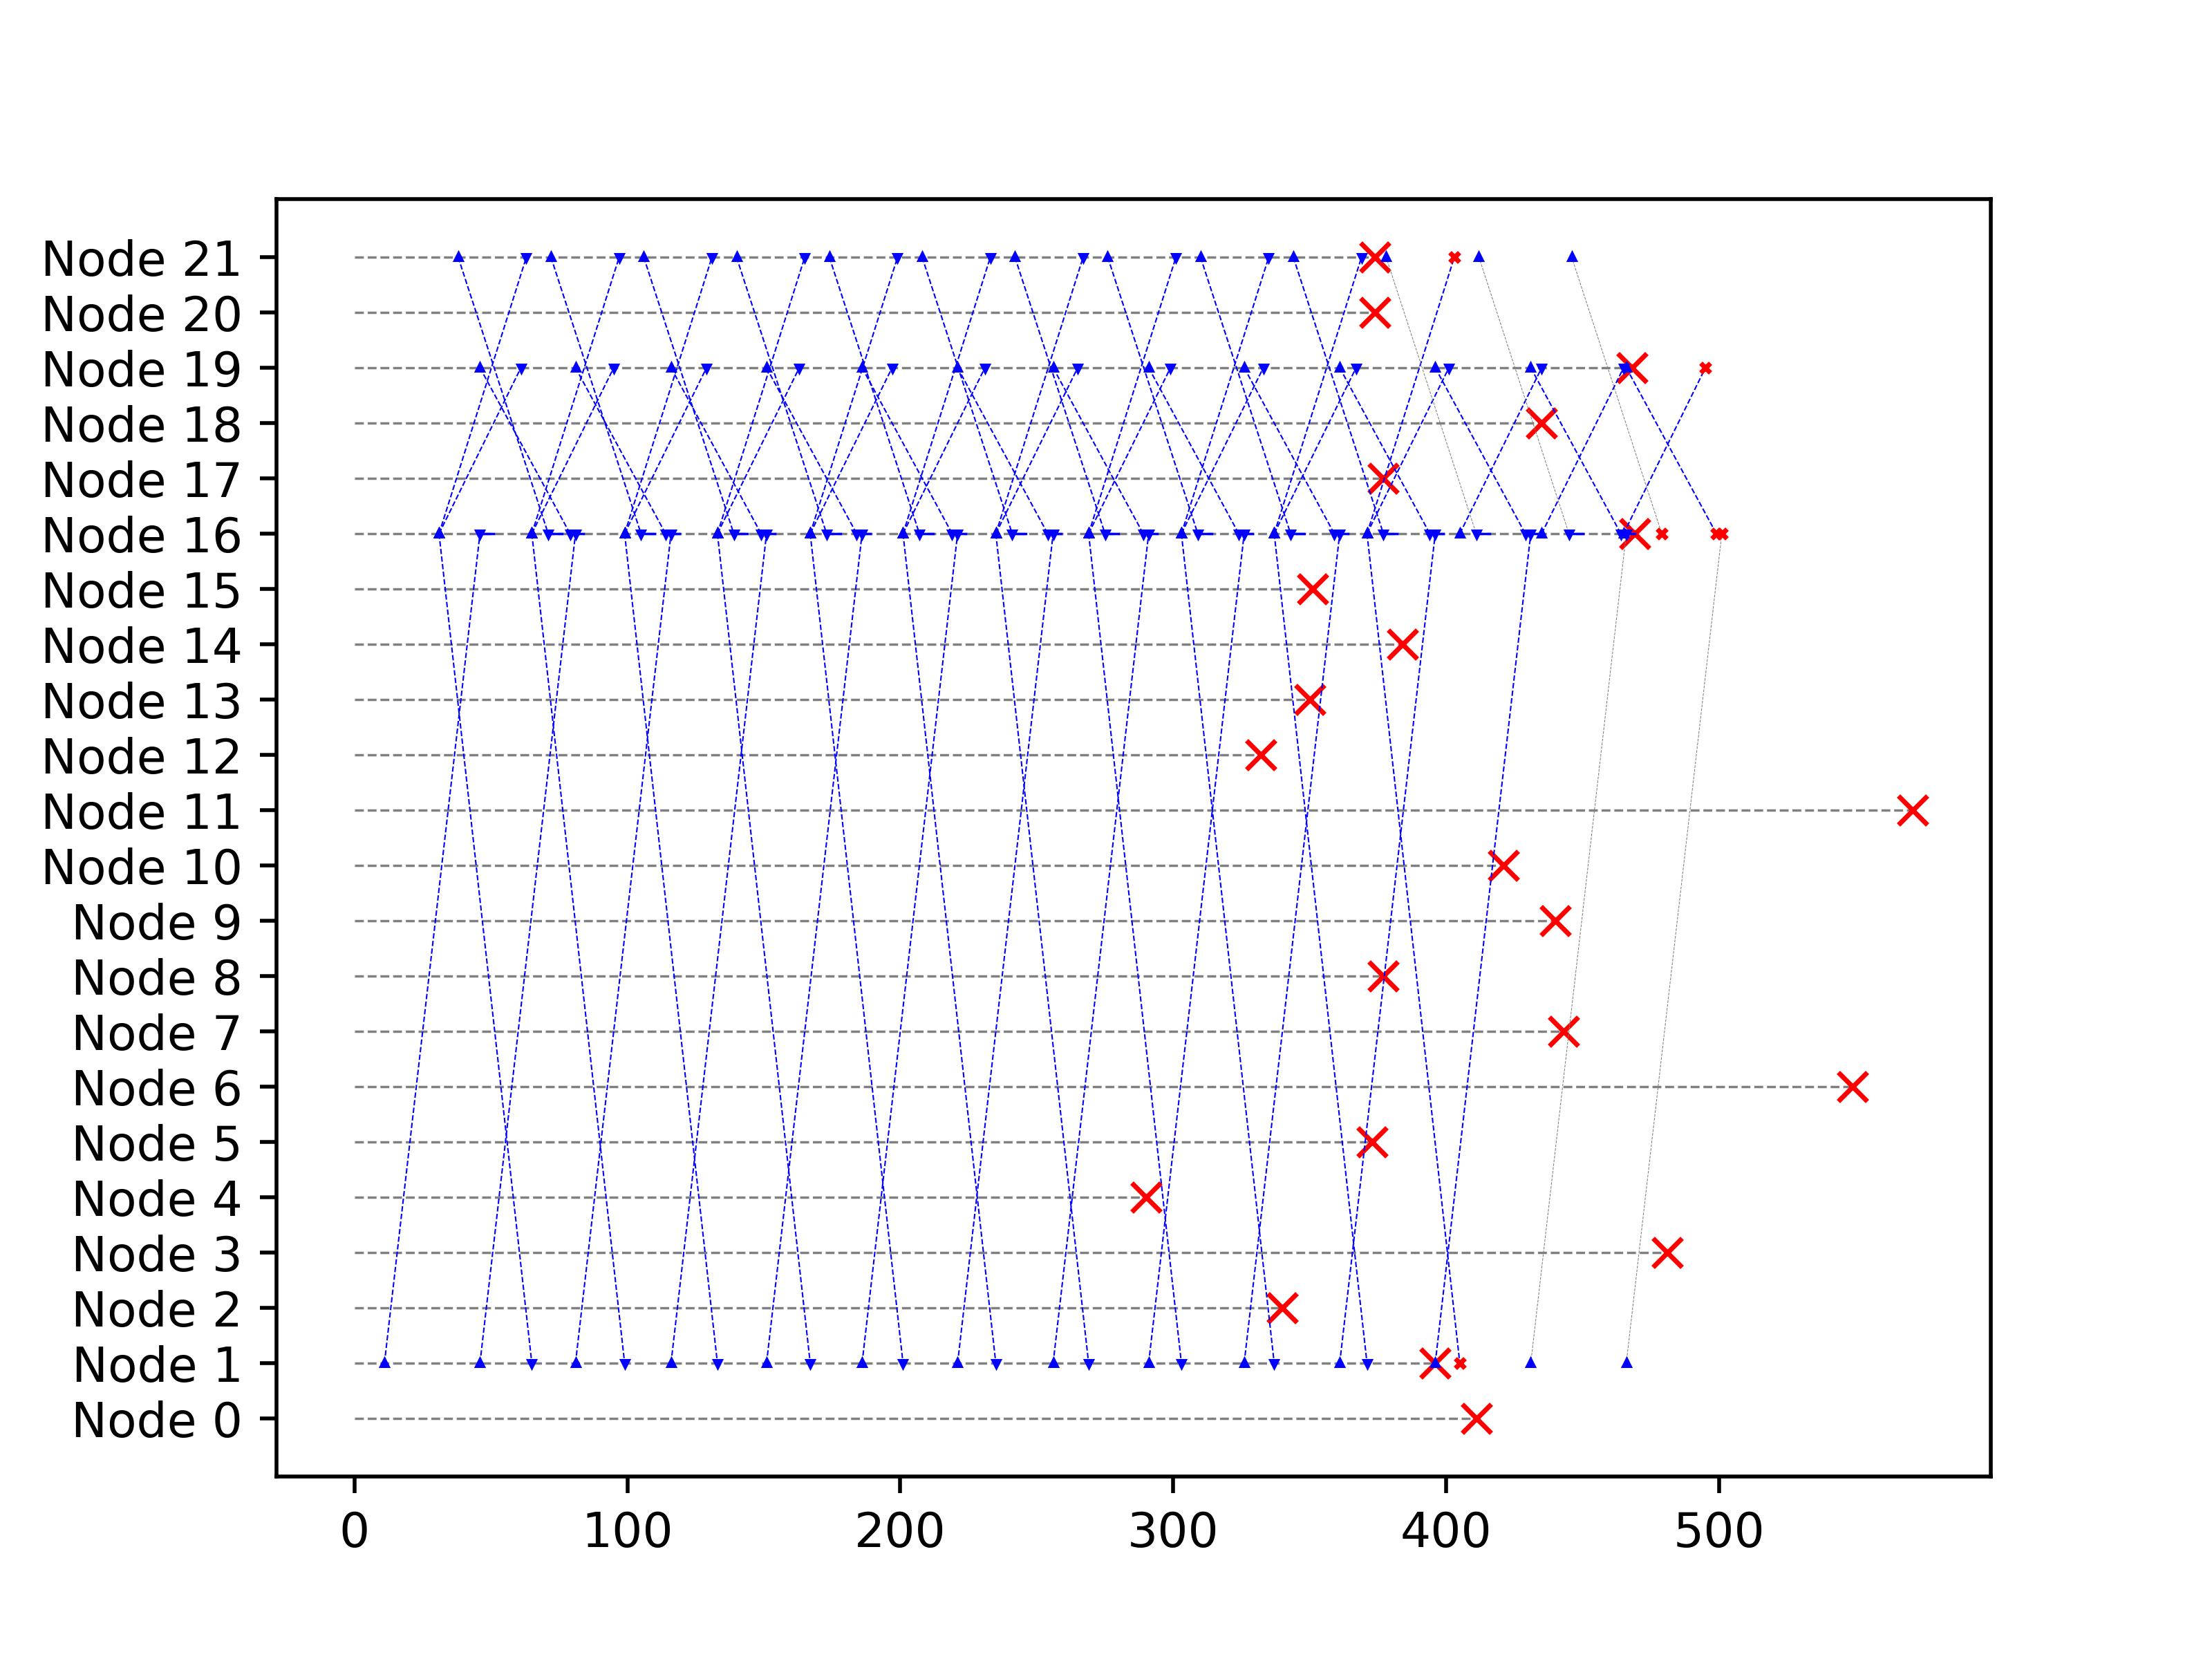 Node 21
Node 20
Node 19
Node 18
Node 17
Node 16
Node 15
Node 14
Node 13
Node 12
Node 11
Node 10
Node 9
Node 8
Node 7
Node 6
Node 5
Node 4
Node 3
Node 2
Node 1
Node 0
0 100 200 300 400 500